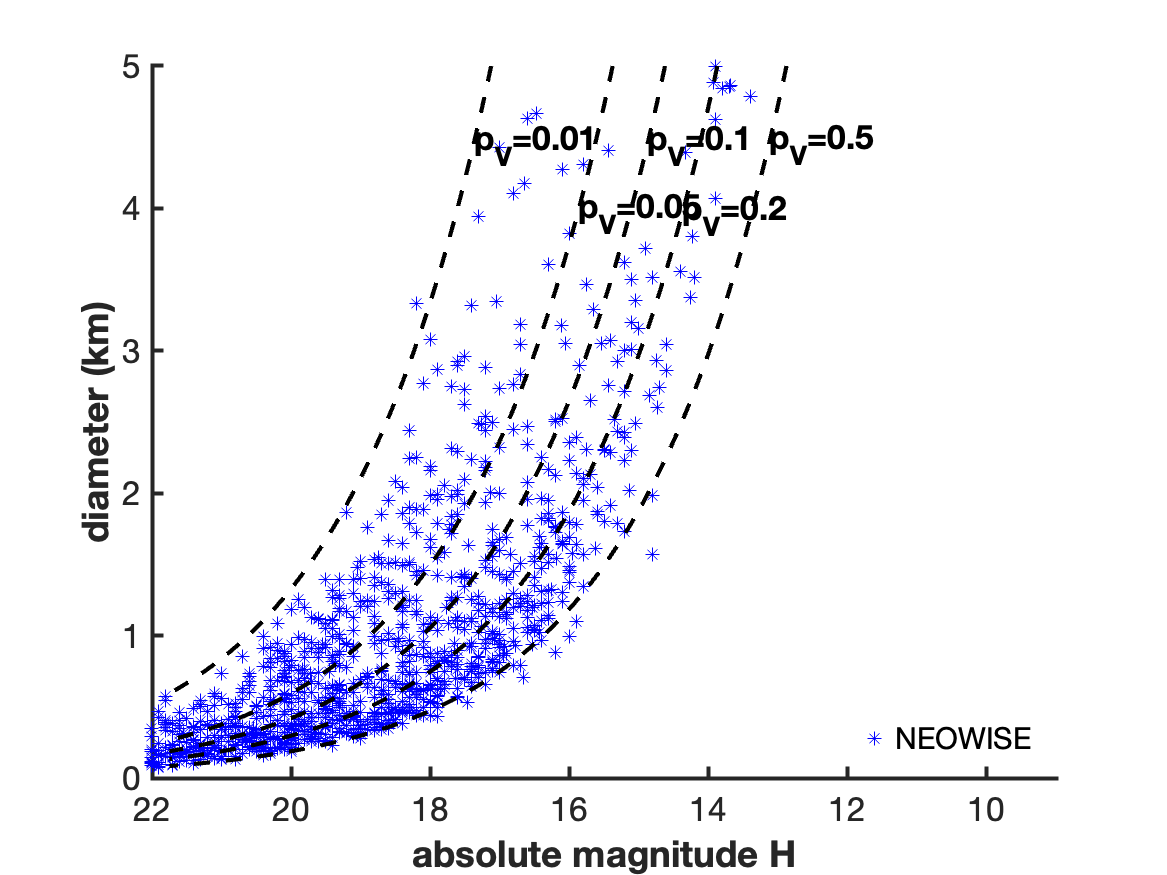 5
4
3
2
1
0
diameter (km)
pV=0.01
pV=0.1
pV=0.5
pV=0.05
pV=0.2
NEOWISE
22 20 18 16 14 12 10
absolute magnitude H